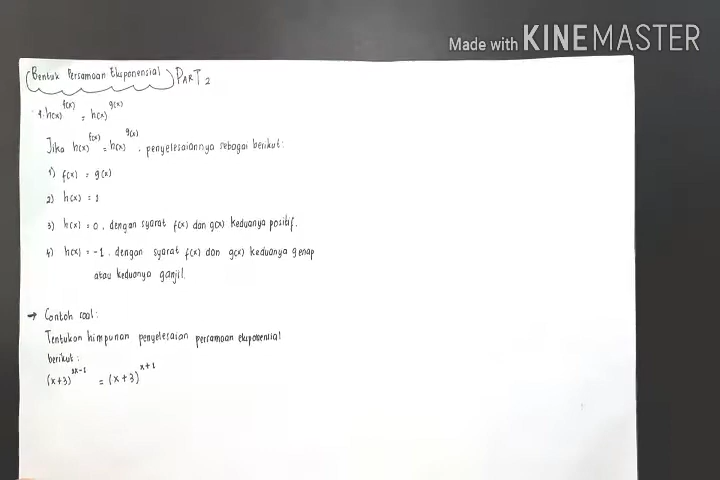 Made with KINEMASTER
Bentuk Persamaan Eksponensial PART 2
1. h(x)^f(x) = h(x)^g(x)
Jika h(x)^f(x) = h(x)^g(x), penyelesaiannya sebagai berikut:
1) f(x) = g(x)
2) h(x) = 1
3) h(x) = 0, dengan syarat f(x) dan g(x) keduanya positif.
4) h(x) = -1, dengan syarat f(x) dan g(x) keduanya genap
atau keduanya ganjil.
→ Contoh soal:
Tentukan himpunan penyelesaian persamaan eksponensial
berikut:
(x+3)^3x-1 = (x+3)^x+1